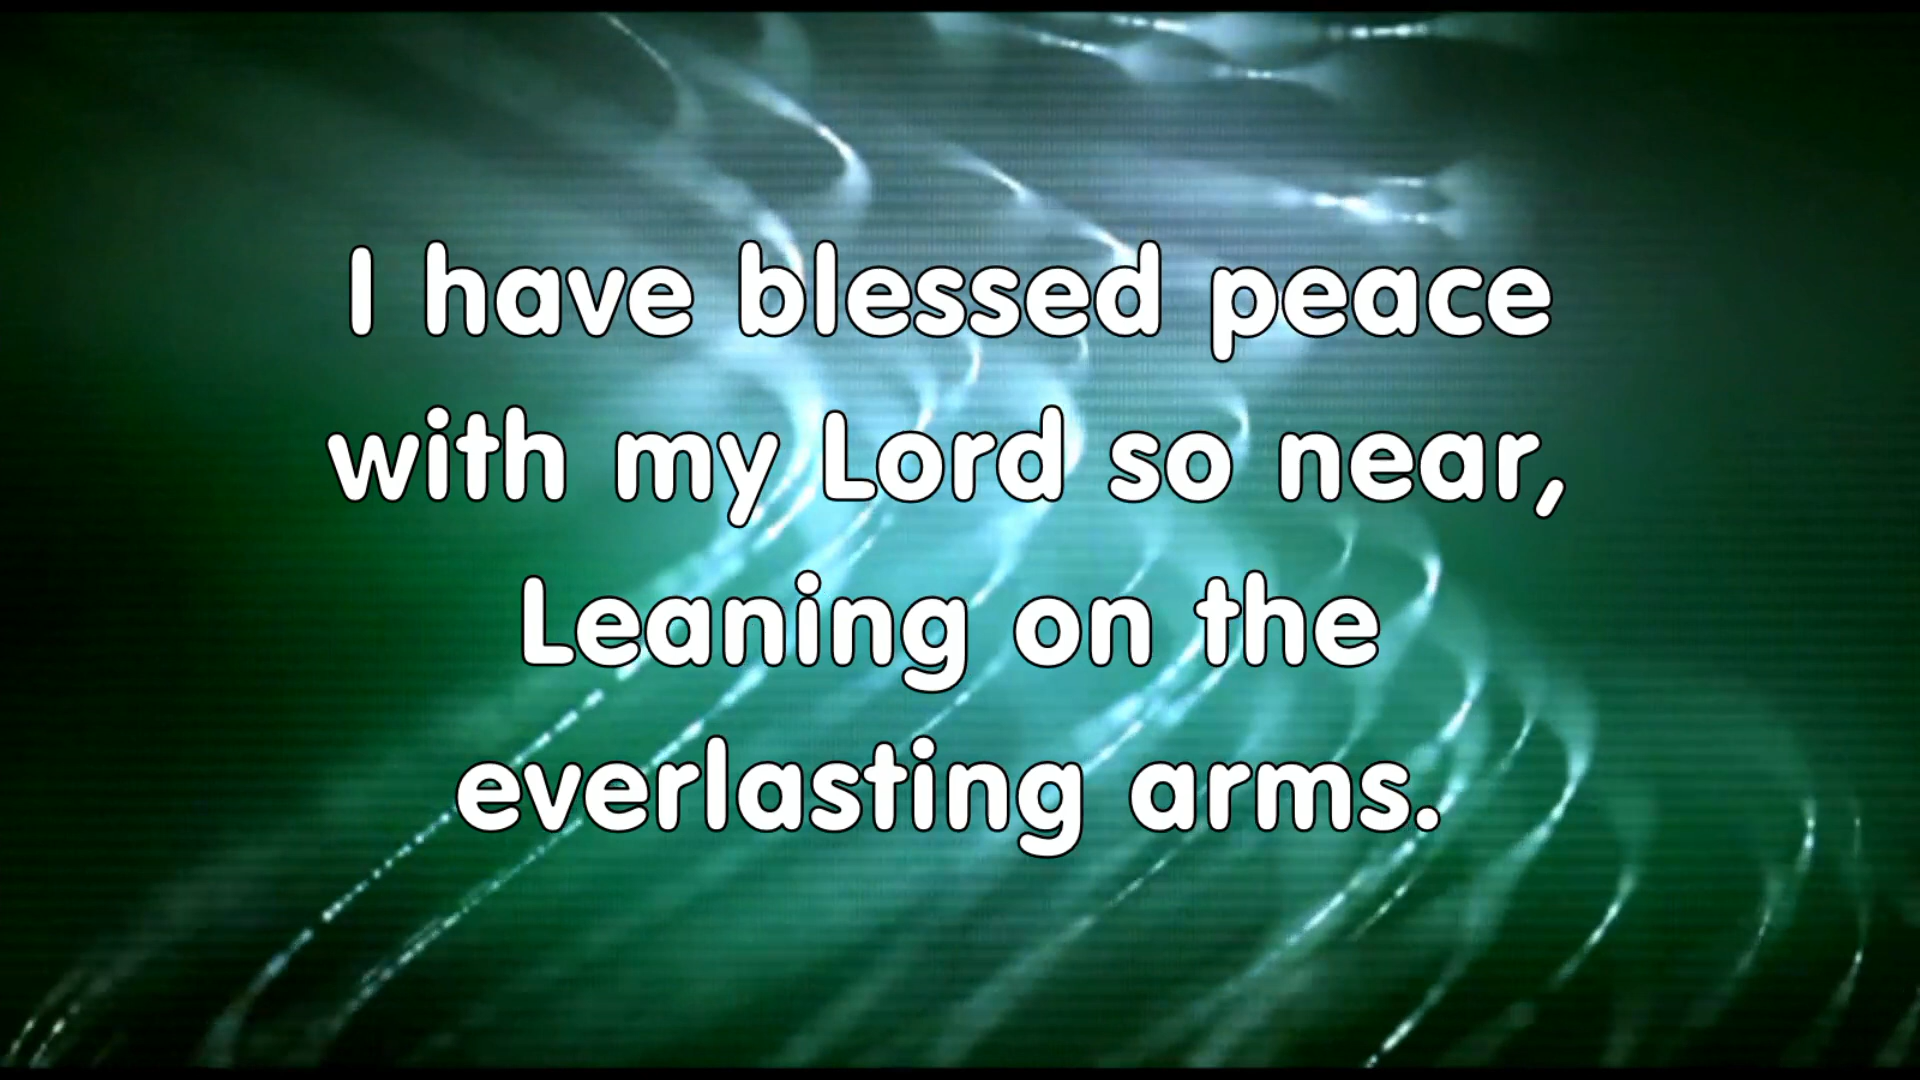 I have blessed peace
with my Lord so near,
Leaning on the
everlasting arms.